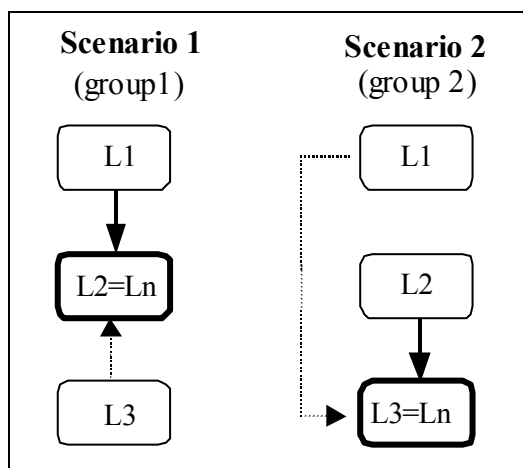 Scenario 1
(group1)
L1
L2=Ln
L3
Scenario 2
(group 2)
L1
L2
L3=Ln